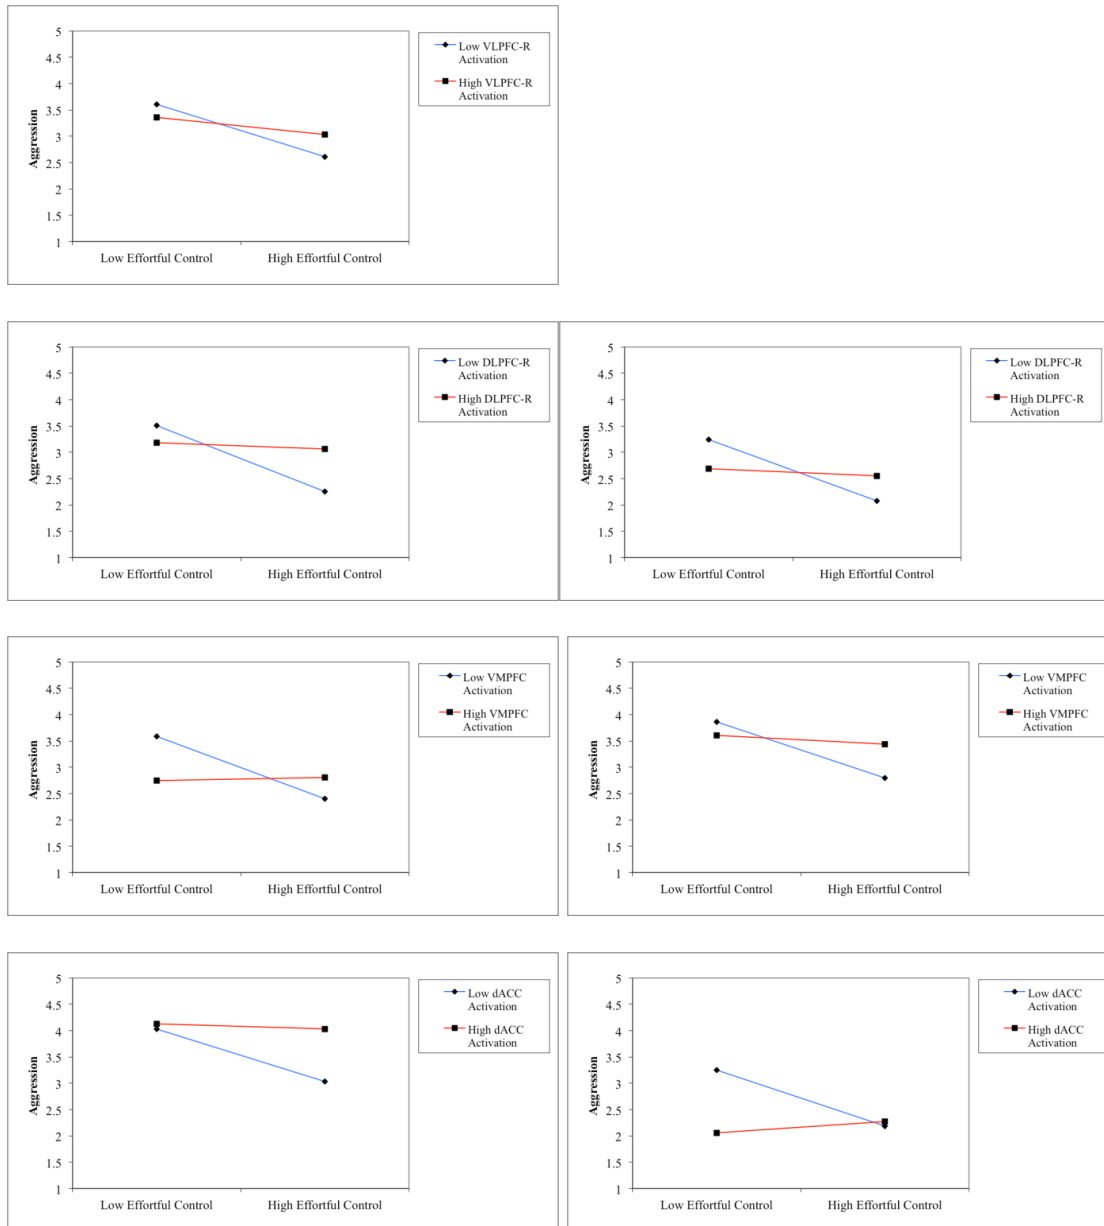 5
4.5
4
3.5
3
2.5
2
1.5
1
Aggression
Low Effortful Control
High Effortful Control
Low VLPFC-R
Activation
High VLPFC-R
Activation
5
4.5
4
3.5
3
2.5
2
1.5
1
Aggression
Low Effortful Control
High Effortful Control
Low DLPFC-R
Activation
High DLPFC-R
Activation
5
4.5
4
3.5
3
2.5
2
1.5
1
Aggression
Low Effortful Control
High Effortful Control
Low DLPFC-R
Activation
High DLPFC-R
Activation
5
4.5
4
3.5
3
2.5
2
1.5
1
Aggression
Low Effortful Control
High Effortful Control
Low VMPFC
Activation
High VMPFC
Activation
5
4.5
4
3.5
3
2.5
2
1.5
1
Aggression
Low Effortful Control
High Effortful Control
Low VMPFC
Activation
High VMPFC
Activation
5
4.5
4
3.5
3
2.5
2
1.5
1
Aggression
Low Effortful Control
High Effortful Control
Low dACC
Activation
High dACC
Activation
5
4.5
4
3.5
3
2.5
2
1.5
1
Aggression
Low Effortful Control
High Effortful Control
Low dACC
Activation
High dACC
Activation